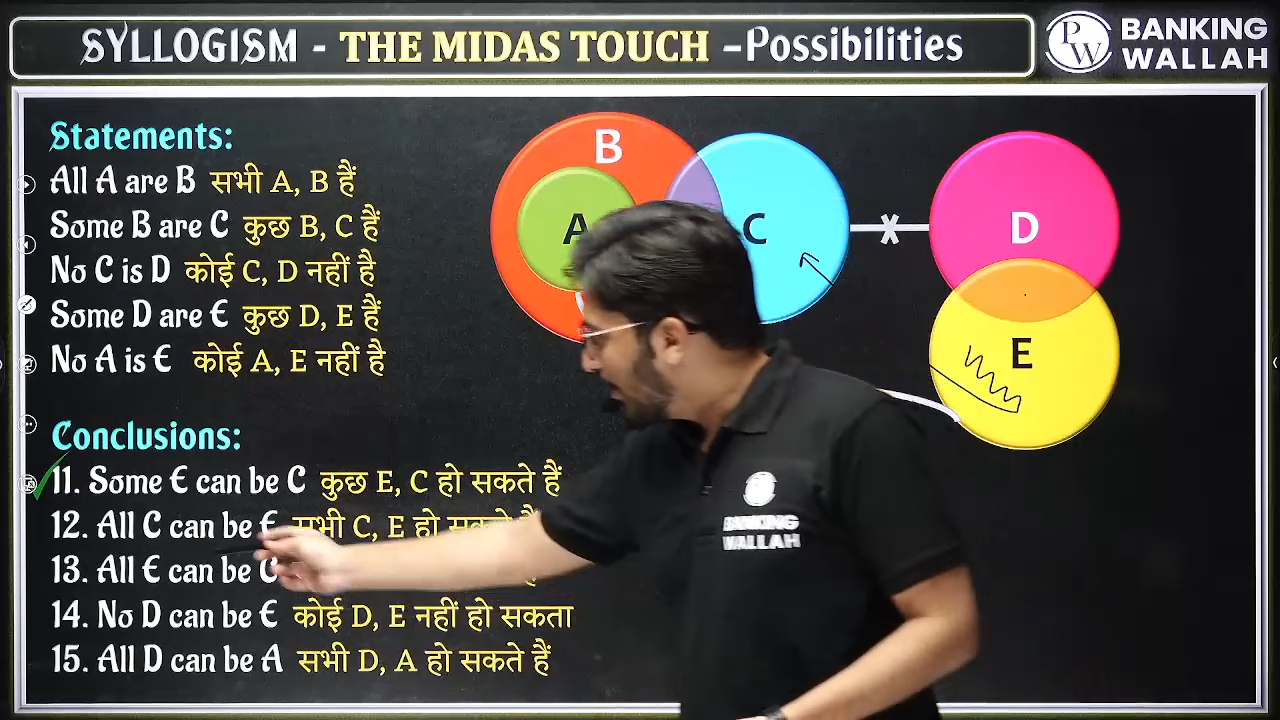 SYLLOGISM - THE MIDAS TOUCH -Possibilities
PW BANKING WALLAH
Statements:
All A are B सभी A, B हैं
Some B are C कुछ B, C हैं
No C is D कोई C, D नहीं है
Some D are E कुछ D, E हैं
No A is E कोई A, E नहीं है
Conclusions:
11. Some E can be C कुछ E, C हो सकते हैं
12. All C can be E सभी C, E हो सकते हैं
13. All E can be
14. No D can be E कोई D, E नहीं हो सकता
15. All D can be A सभी D, A हो सकते हैं
B
A
C
D
E
BANKING
WALLAH